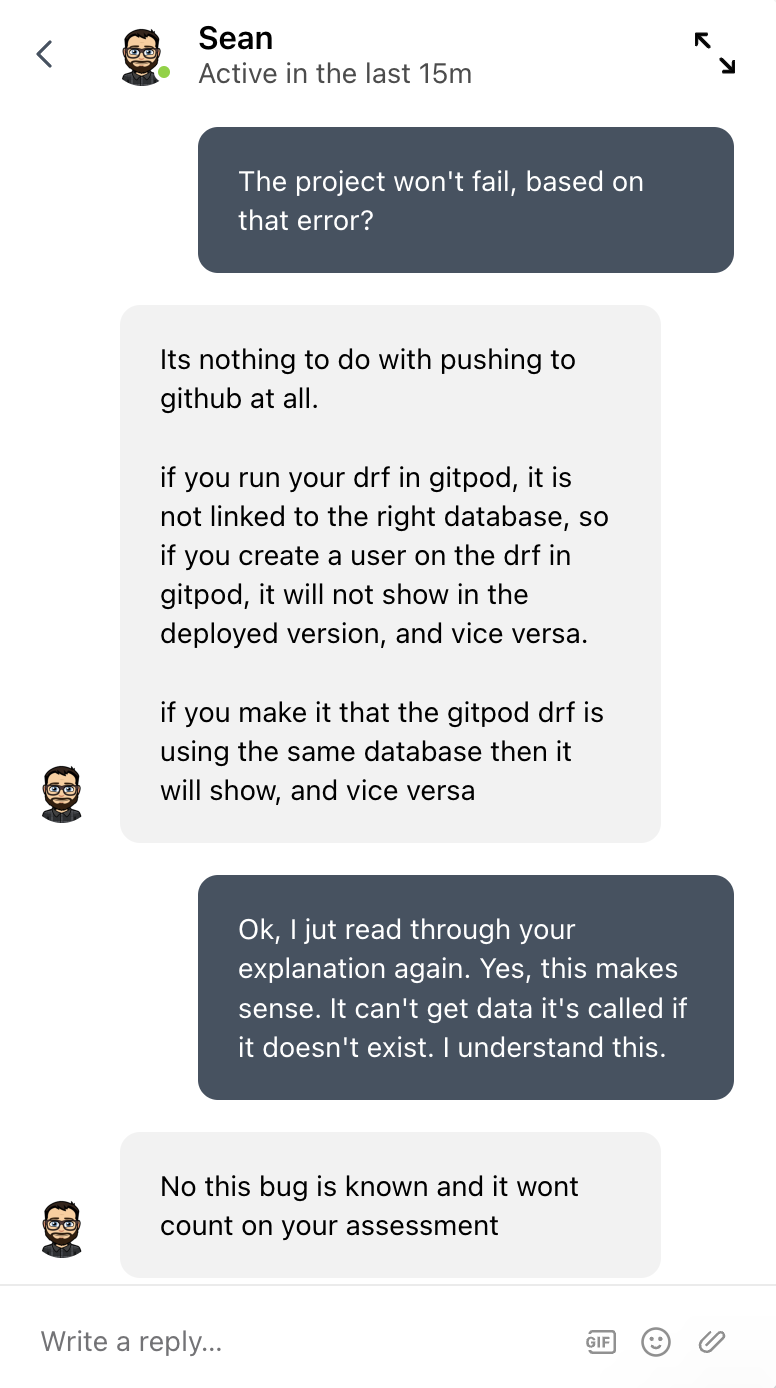 Sean
Active in the last 15m
The project won't fail, based on
that error?
Its nothing to do with pushing to
github at all.
if you run your drf in gitpod, it is
not linked to the right database, so
if you create a user on the drf in
gitpod, it will not show in the
deployed version, and vice versa.
if you make it that the gitpod drf is
using the same database then it
will show, and vice versa
Ok, I jut read through your
explanation again. Yes, this makes
sense. It can't get data it's called if
it doesn't exist. I understand this.
No this bug is known and it wont
count on your assessment
Write a reply...
GIF